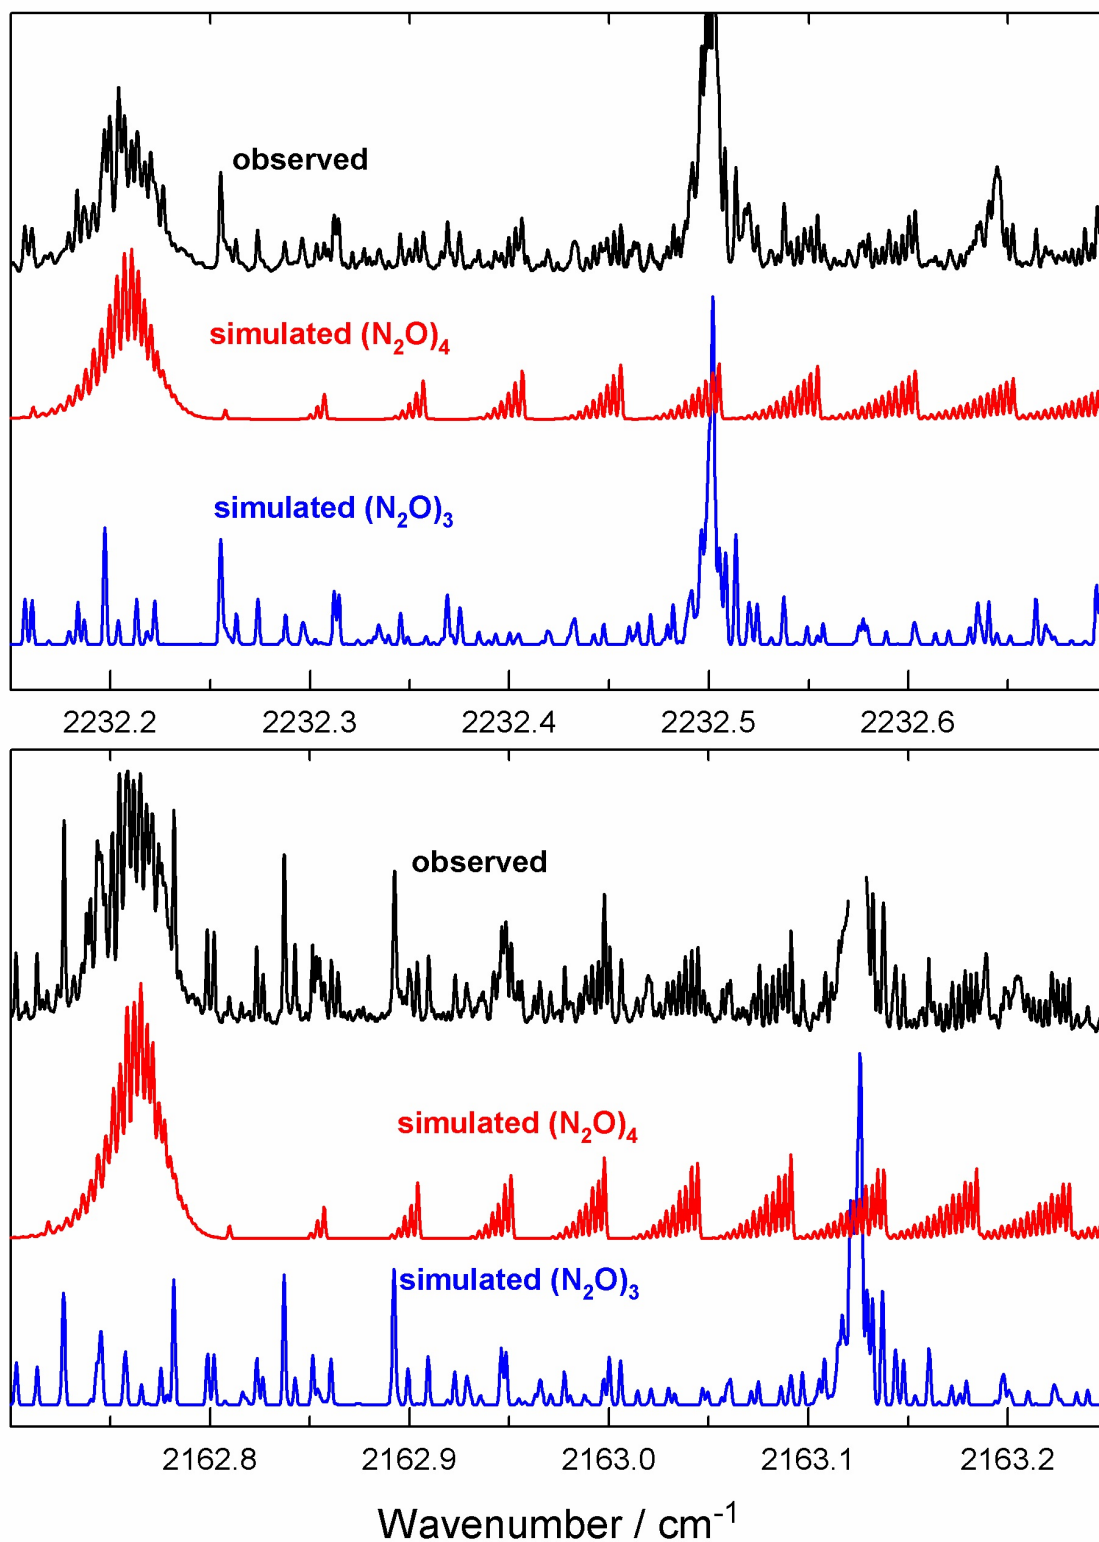 observed
simulated (N₂O)₄
simulated (N₂O)₃
2232.2 2232.3 2232.4 2232.5 2232.6
observed
simulated (N₂O)₄
simulated (N₂O)₃
2162.8 2162.9 2163.0 2163.1 2163.2
Wavenumber / cm⁻¹